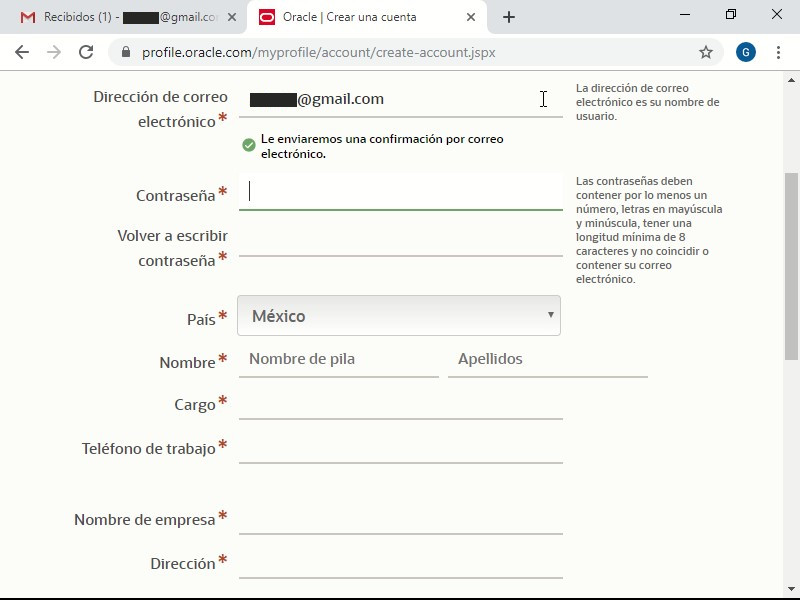 Recibidos (1) - @gmail.co
Oracle | Crear una cuenta
profile.oracle.com/myprofile/account/create-account.jspx
G
Dirección de correo
electrónico*
@gmail.com
La dirección de correo
electrónico es su nombre de
usuario.
Le enviaremos una confirmación por correo
electrónico.
Contraseña*
Las contraseñas deben
contener por lo menos un
número, letras en mayúscula
y minúscula, tener una
longitud mínima de 8
caracteres y no coincidir o
contener su correo
electrónico.
Volver a escribir
contraseña*
País*
México
Nombre*
Nombre de pila
Apellidos
Cargo*
Teléfono de trabajo*
Nombre de empresa*
Dirección*